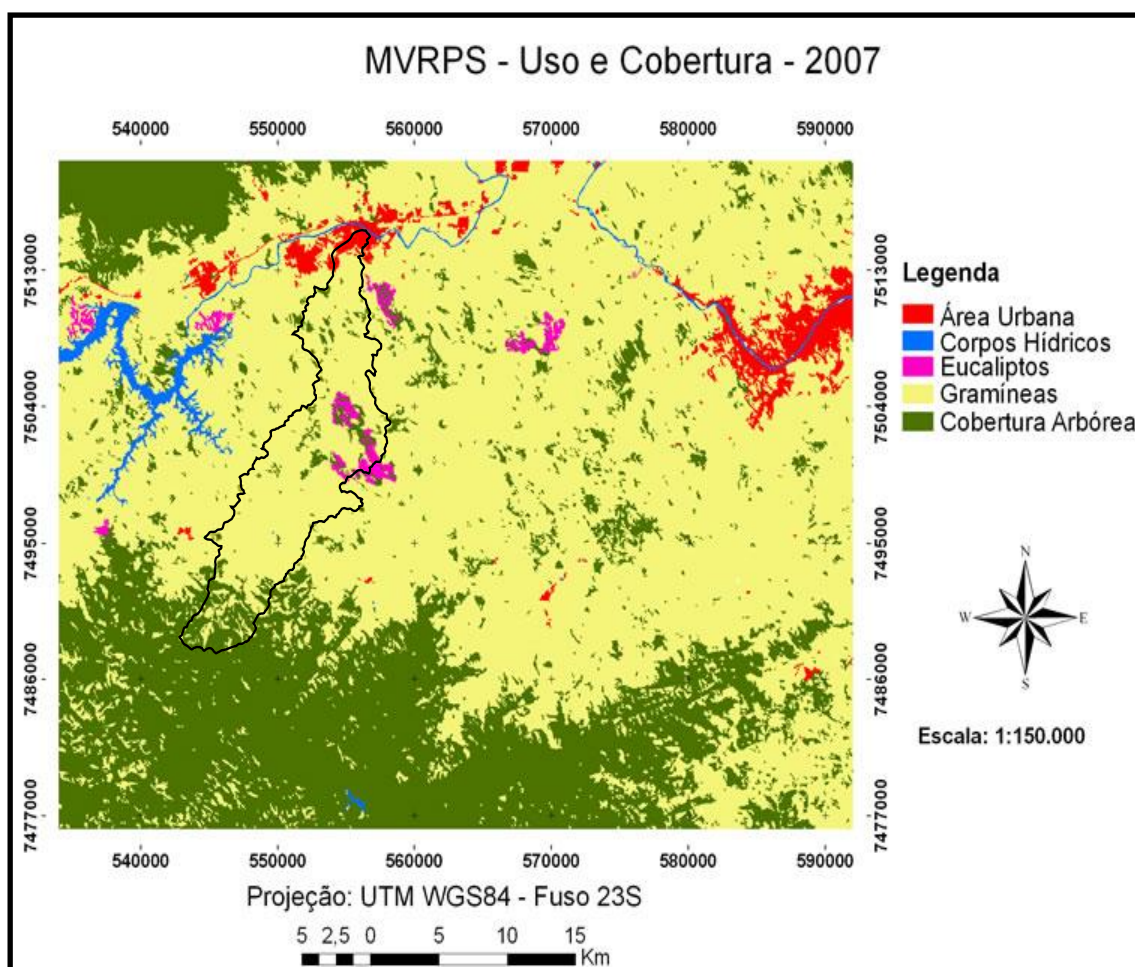 MVRPS - Uso e Cobertura - 2007
540000 550000 560000 570000 580000 590000
7513000 7504000 7495000 7486000 7477000
7513000 7504000 7495000 7486000 7477000
Legenda
Área Urbana
Corpos Hídricos
Eucaliptos
Gramíneas
Cobertura Arbórea
N
W E
S
Escala: 1:150.000
540000 550000 560000 570000 580000 590000
Projeção: UTM WGS84 - Fuso 23S
5 2,5 0 5 10 15
Km